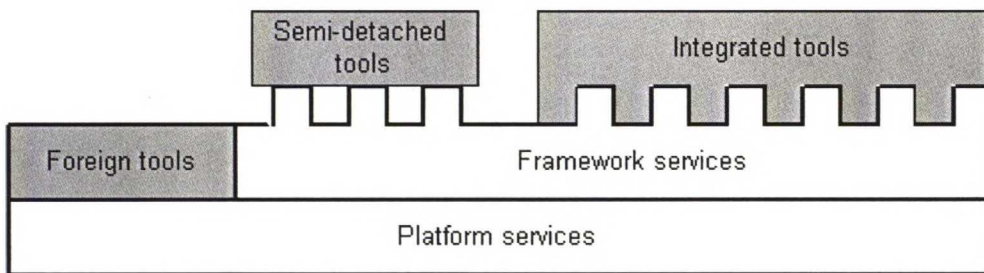 Semi-detached
tools
Integrated tools
Foreign tools
Framework services
Platform services